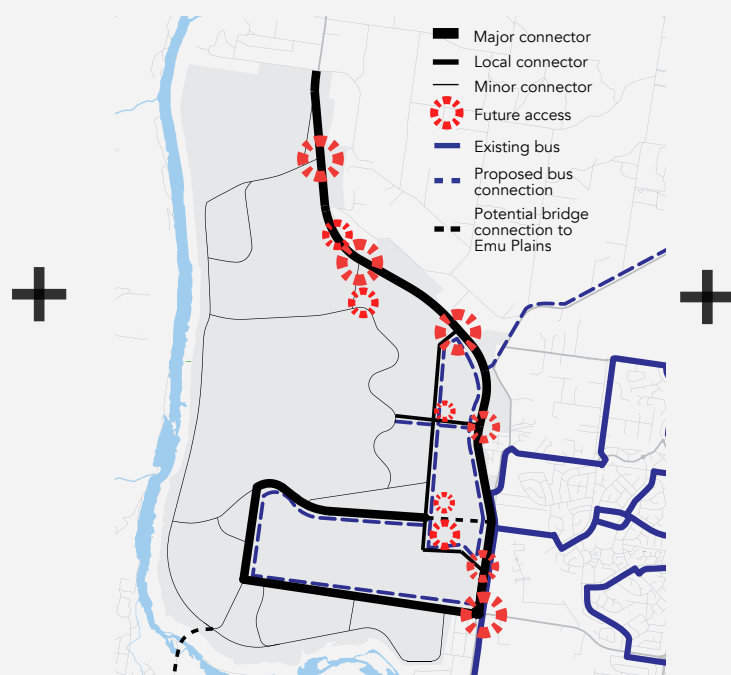 Major connector
Local connector
Minor connector
Future access
Existing bus
Proposed bus
connection
Potential bridge
connection to
Emu Plains